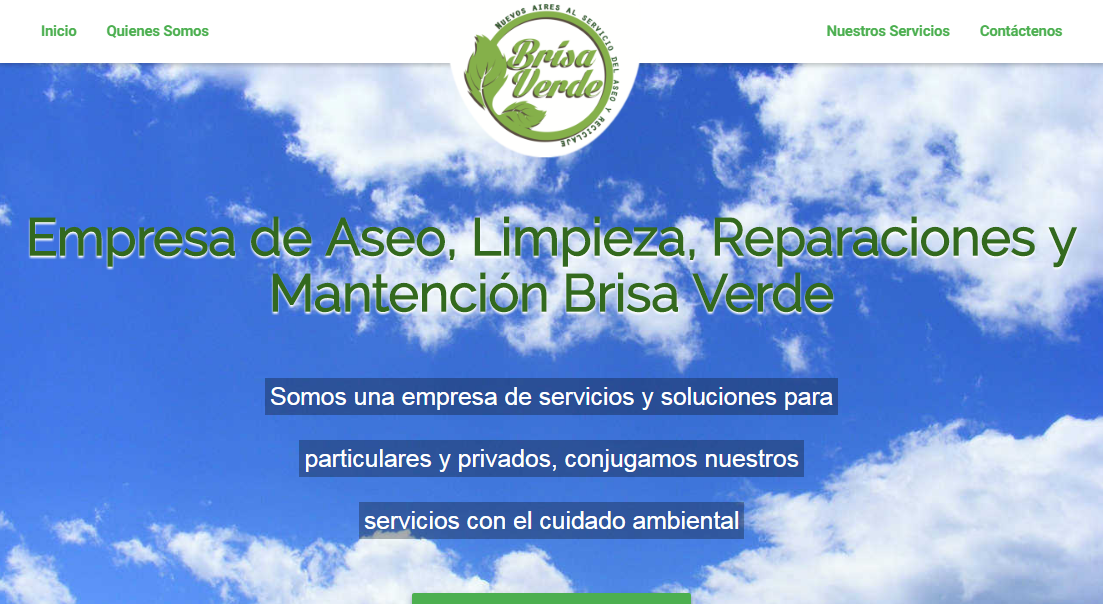 Inicio
Quienes Somos
NUEVOS AIRES AL SERVICIO DEL ASEO Y RECICLAJE
Brisa
Verde
Nuestros Servicios
Contáctenos
Empresa de Aseo, Limpieza, Reparaciones y
Mantención Brisa Verde
Somos una empresa de servicios y soluciones para
particulares y privados, conjugamos nuestros
servicios con el cuidado ambiental